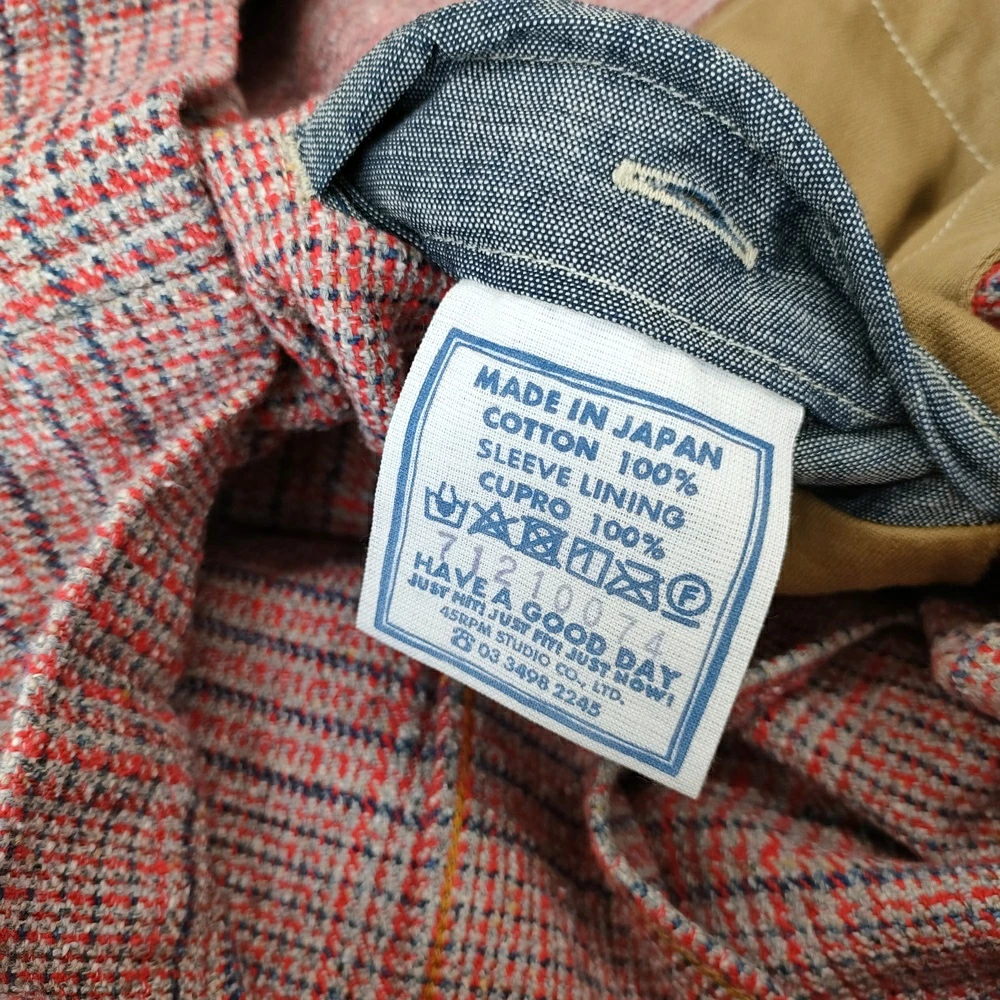 MADE IN JAPAN
COTTON 100%
SLEEVE LINING
CUPRO 100%
F
71210074
HAVE A GOOD DAY
JUST HIT! JUST FIT! JUST NOW!
45RPM STUDIO CO., LTD.
☎ 03 3498 2245